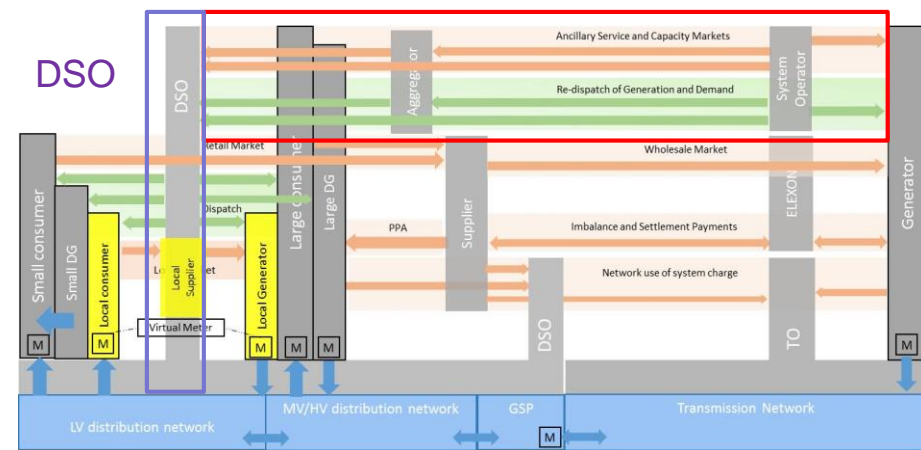 DSO
DSO
Aggregator
System
Operator
Ancillary Service and Capacity Markets
Re-dispatch of Generation and Demand
Retail Market
Wholesale Market
Dispatch
PPA
Imbalance and Settlement Payments
Network use of system charge
Small consumer
Small DG
Local consumer
Local
Supplier
Local Generator
Large consumer
Large DG
Supplier
DSO
ELEXON
TO
Generator
Virtual Meter
M
M
M
M
M
M
LV distribution network
MV/HV distribution network
GSP
M
Transmission Network